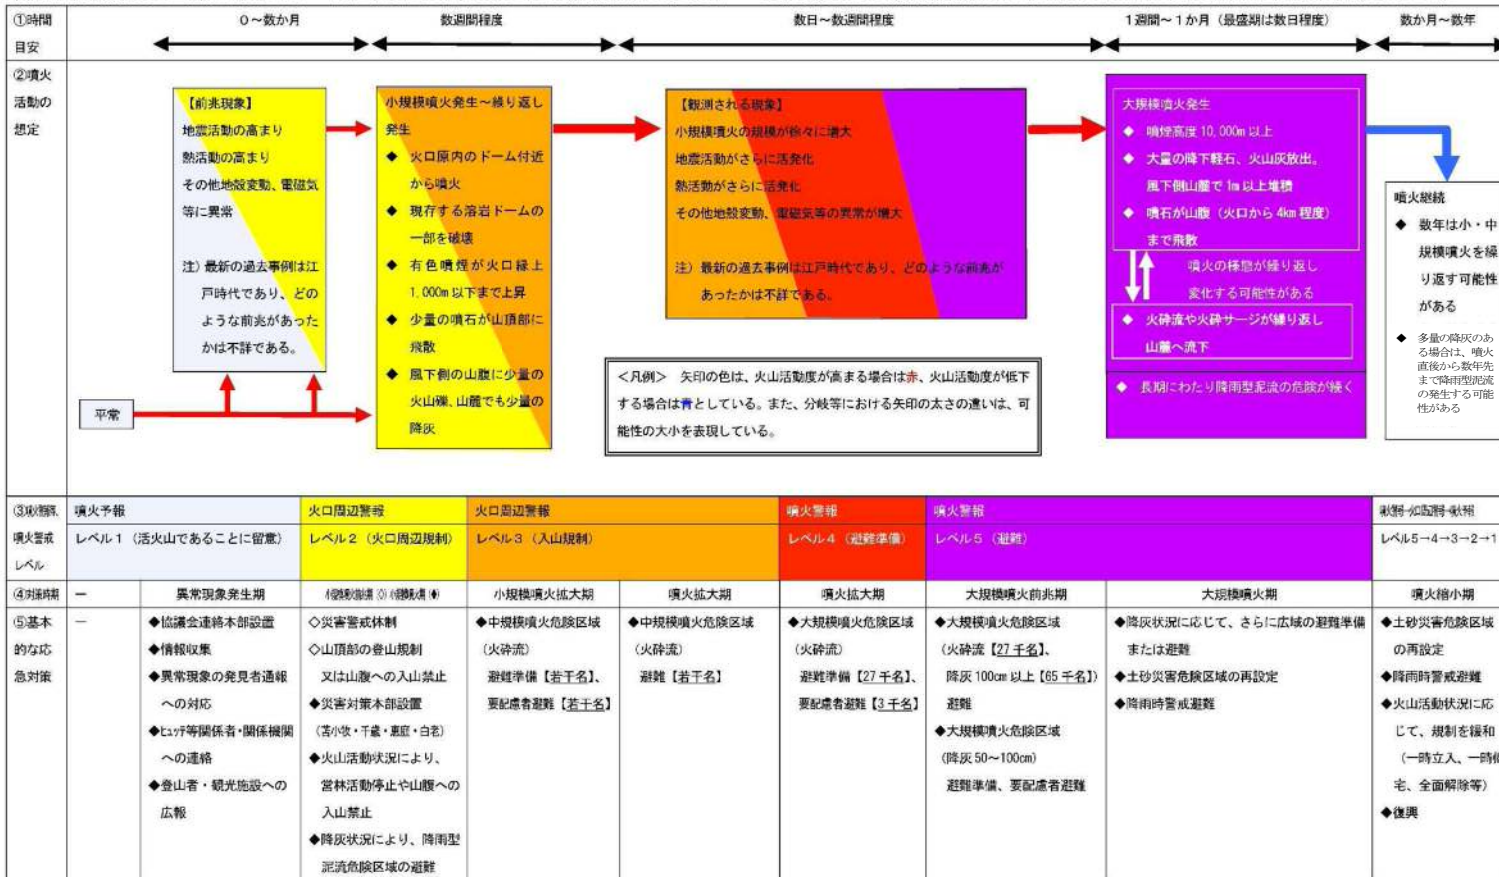 ①時間
目安
0～数か月
数週間程度
数日～数週間程度
1週間～1か月（最盛期は数日程度）
数か月～数年
②噴火
活動の
想定
【前兆現象】
地震活動の高まり
熱活動の高まり
その他地殻変動、電磁気
等に異常
注）最新の過去事例は江
戸時代であり、どの
ような前兆があった
かは不詳である。
平常
小規模噴火発生～繰り返し
発生
◆ 火口原内のドーム付近
から噴火
◆ 現存する溶岩ドームの
一部を破壊
◆ 有色噴煙が火口縁上
1,000m以下まで上昇
◆ 少量の噴石が山頂部に
飛散
◆ 風下側の山腹に少量の
火山礫、山麓でも少量の
降灰
【観測される現象】
小規模噴火の規模が徐々に増大
地震活動がさらに活発化
熱活動がさらに活発化
その他地殻変動、電磁気等の異常が増大
注）最新の過去事例は江戸時代であり、どのような前兆が
あったかは不詳である。
＜凡例＞ 矢印の色は、火山活動度が高まる場合は赤、火山活動度が低下
する場合は青としている。また、分岐等における矢印の太さの違いは、可
能性の大小を表現している。
大規模噴火発生
◆ 噴煙高度10,000m以上
◆ 大量の降下軽石、火山灰放出。
風下側山麓で1m以上堆積
◆ 噴石が山腹（火口から4km程度）
まで飛散
噴火の様態が繰り返し
変化する可能性がある
◆ 火砕流や火砕サージが繰り返し
山麓へ流下
◆ 長期にわたり降雨型泥流の危険が続く
噴火継続
◆ 数年は小・中
規模噴火を繰
り返す可能性
がある
◆ 多量の降灰のあ
る場合は、噴火
直後から数年先
まで降雨型泥流
の発生する可能
性がある
噴火警戒
レベル
噴火予報
レベル1（活火山であることに留意）
火口周辺警報
レベル2（火口周辺規制）
火口周辺警報
レベル3（入山規制）
噴火警報
レベル4（避難準備）
噴火警報
レベル5（避難）
レベル5→4→3→2→1
④対策時期
－
異常現象発生期
小規模噴火拡大期
噴火拡大期
噴火拡大期
大規模噴火前兆期
大規模噴火期
噴火縮小期
⑤基本
的な応
急対策
－
◆協議会連絡本部設置
◆情報収集
◆異常現象の発見者通報
への対応
◆ヒュッテ等関係者・関係機関
への連絡
◆登山者・観光施設への
広報
◇災害警戒体制
◇山頂部の登山規制
又は山腹への入山禁止
◆災害対策本部設置
（苫小牧・千歳・恵庭・白老）
◆火山活動状況により、
営林活動停止や山腹への
入山禁止
◆降灰状況により、降雨型
泥流危険区域の避難
◆中規模噴火危険区域
（火砕流）
避難準備【若干名】、
要配慮者避難【若干名】
◆中規模噴火危険区域
（火砕流）
避難【若干名】
◆大規模噴火危険区域
（火砕流）
避難準備【27千名】、
要配慮者避難【3千名】
◆大規模噴火危険区域
（火砕流【27千名】、
降灰100cm以上【65千名】）
避難
◆大規模噴火危険区域
（降灰50～100cm）
避難準備、要配慮者避難
◆降灰状況に応じて、さらに広域の避難準備
または避難
◆土砂災害危険区域の再設定
◆降雨時警戒避難
◆土砂災害危険区域
の再設定
◆降雨時警戒避難
◆火山活動状況に応
じて、規制を緩和
（一時立入、一時帰
宅、全面解除等）
◆復興